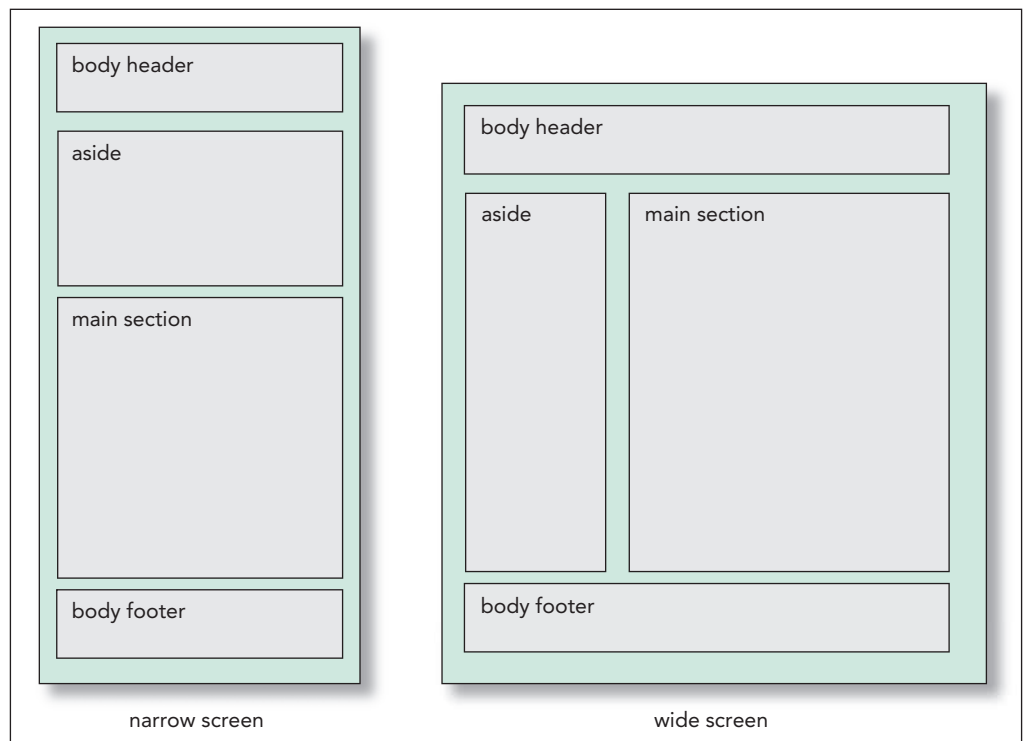 body header
aside
main section
body footer
narrow screen
body header
aside
main section
body footer
wide screen